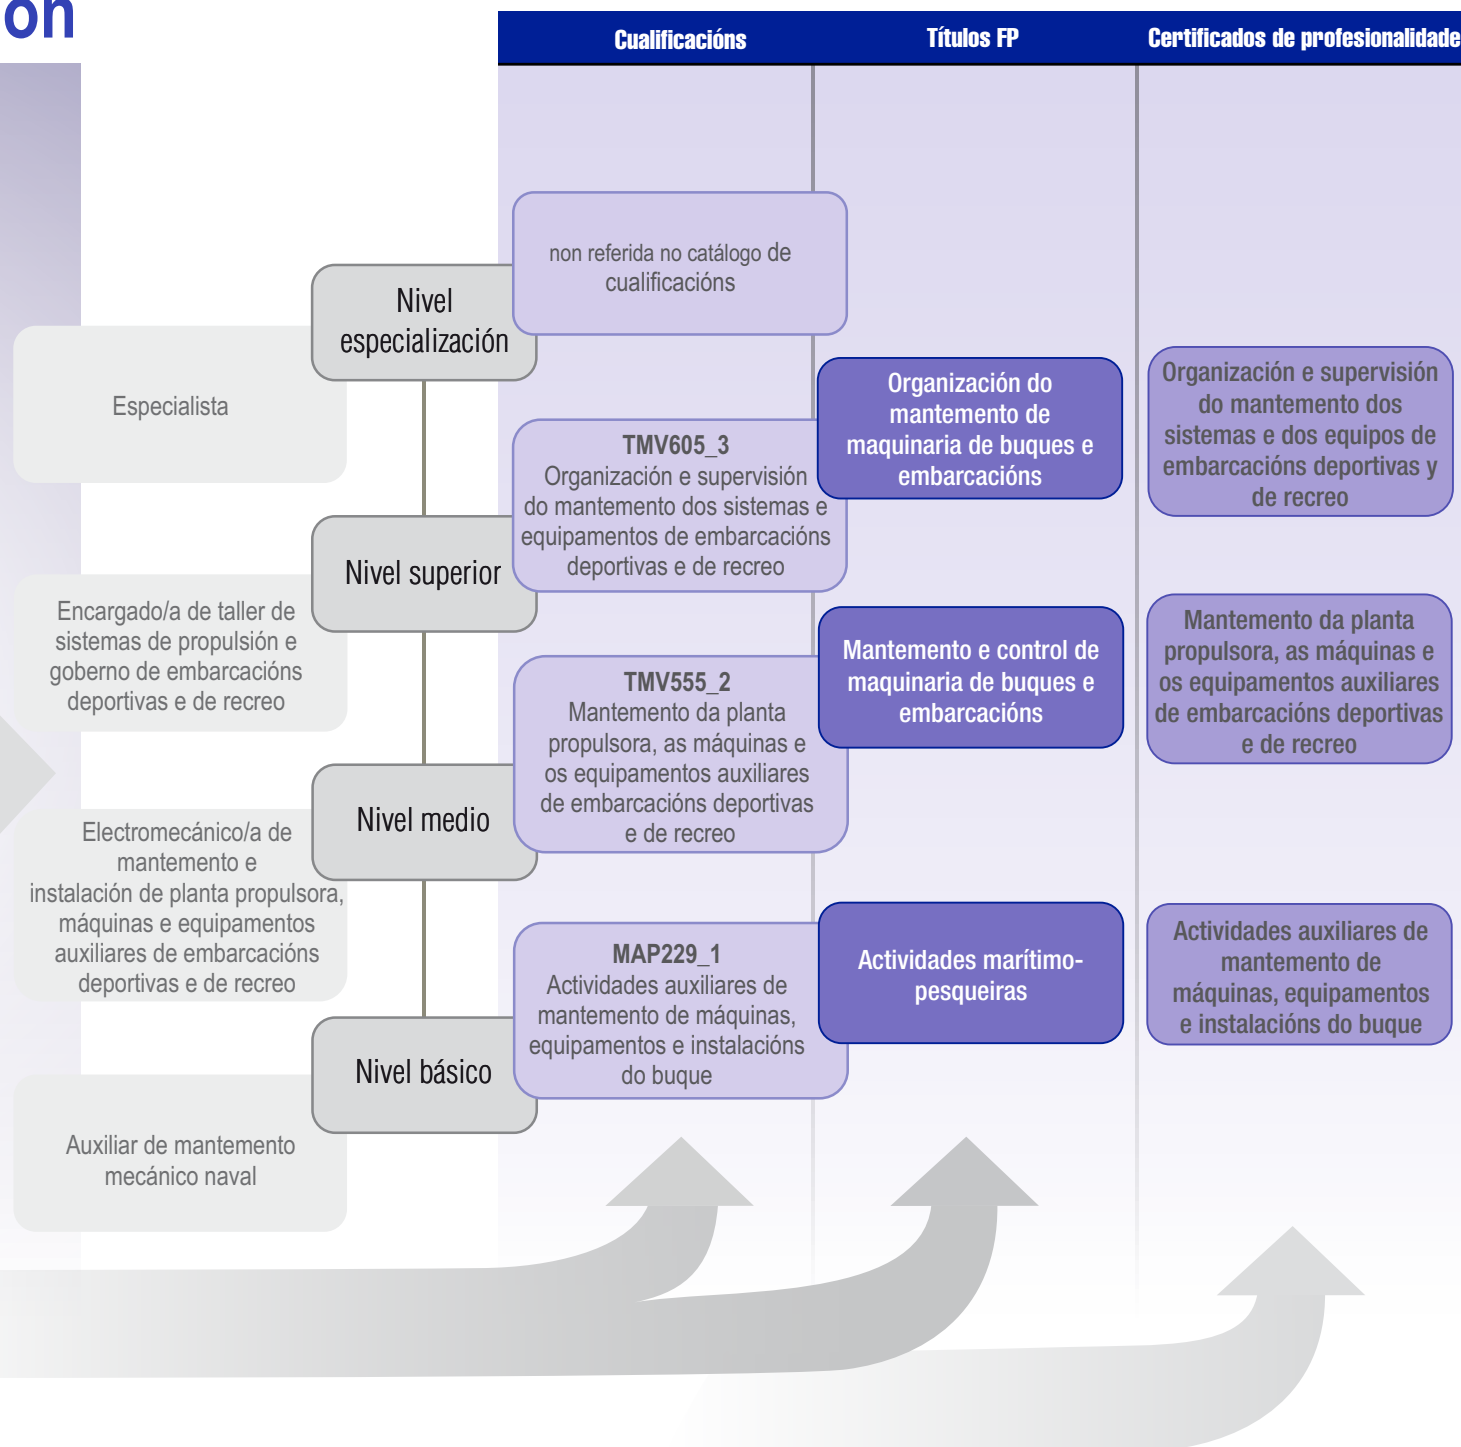 ón
Cualificacións
Títulos FP
Certificados de profesionalidade
Nivel
especialización
Nivel superior
Nivel medio
Nivel básico
Especialista
Encargado/a de taller de
sistemas de propulsión e
goberno de embarcacións
deportivas e de recreo
Electromecánico/a de
mantemento e
instalación de planta propulsora,
máquinas e equipamentos
auxiliares de embarcacións
deportivas e de recreo
Auxiliar de mantemento
mecánico naval
non referida no catálogo de
cualificacións
TMV605_3
Organización e supervisión
do mantemento dos sistemas e
equipamentos de embarcacións
deportivas e de recreo
TMV555_2
Mantemento da planta
propulsora, as máquinas e
os equipamentos auxiliares
de embarcacións deportivas
e de recreo
MAP229_1
Actividades auxiliares de
mantemento de máquinas,
equipamentos e instalacións
do buque
Organización do
mantemento de
maquinaria de buques e
embarcacións
Mantemento e control de
maquinaria de buques e
embarcacións
Actividades marítimo-
pesqueiras
Organización e supervisión
do mantemento dos
sistemas e dos equipos de
embarcacións deportivas y
de recreo
Mantemento da planta
propulsora, as máquinas e
os equipamentos auxiliares
de embarcacións deportivas
e de recreo
Actividades auxiliares de
mantemento de
máquinas, equipamentos
e instalacións do buque